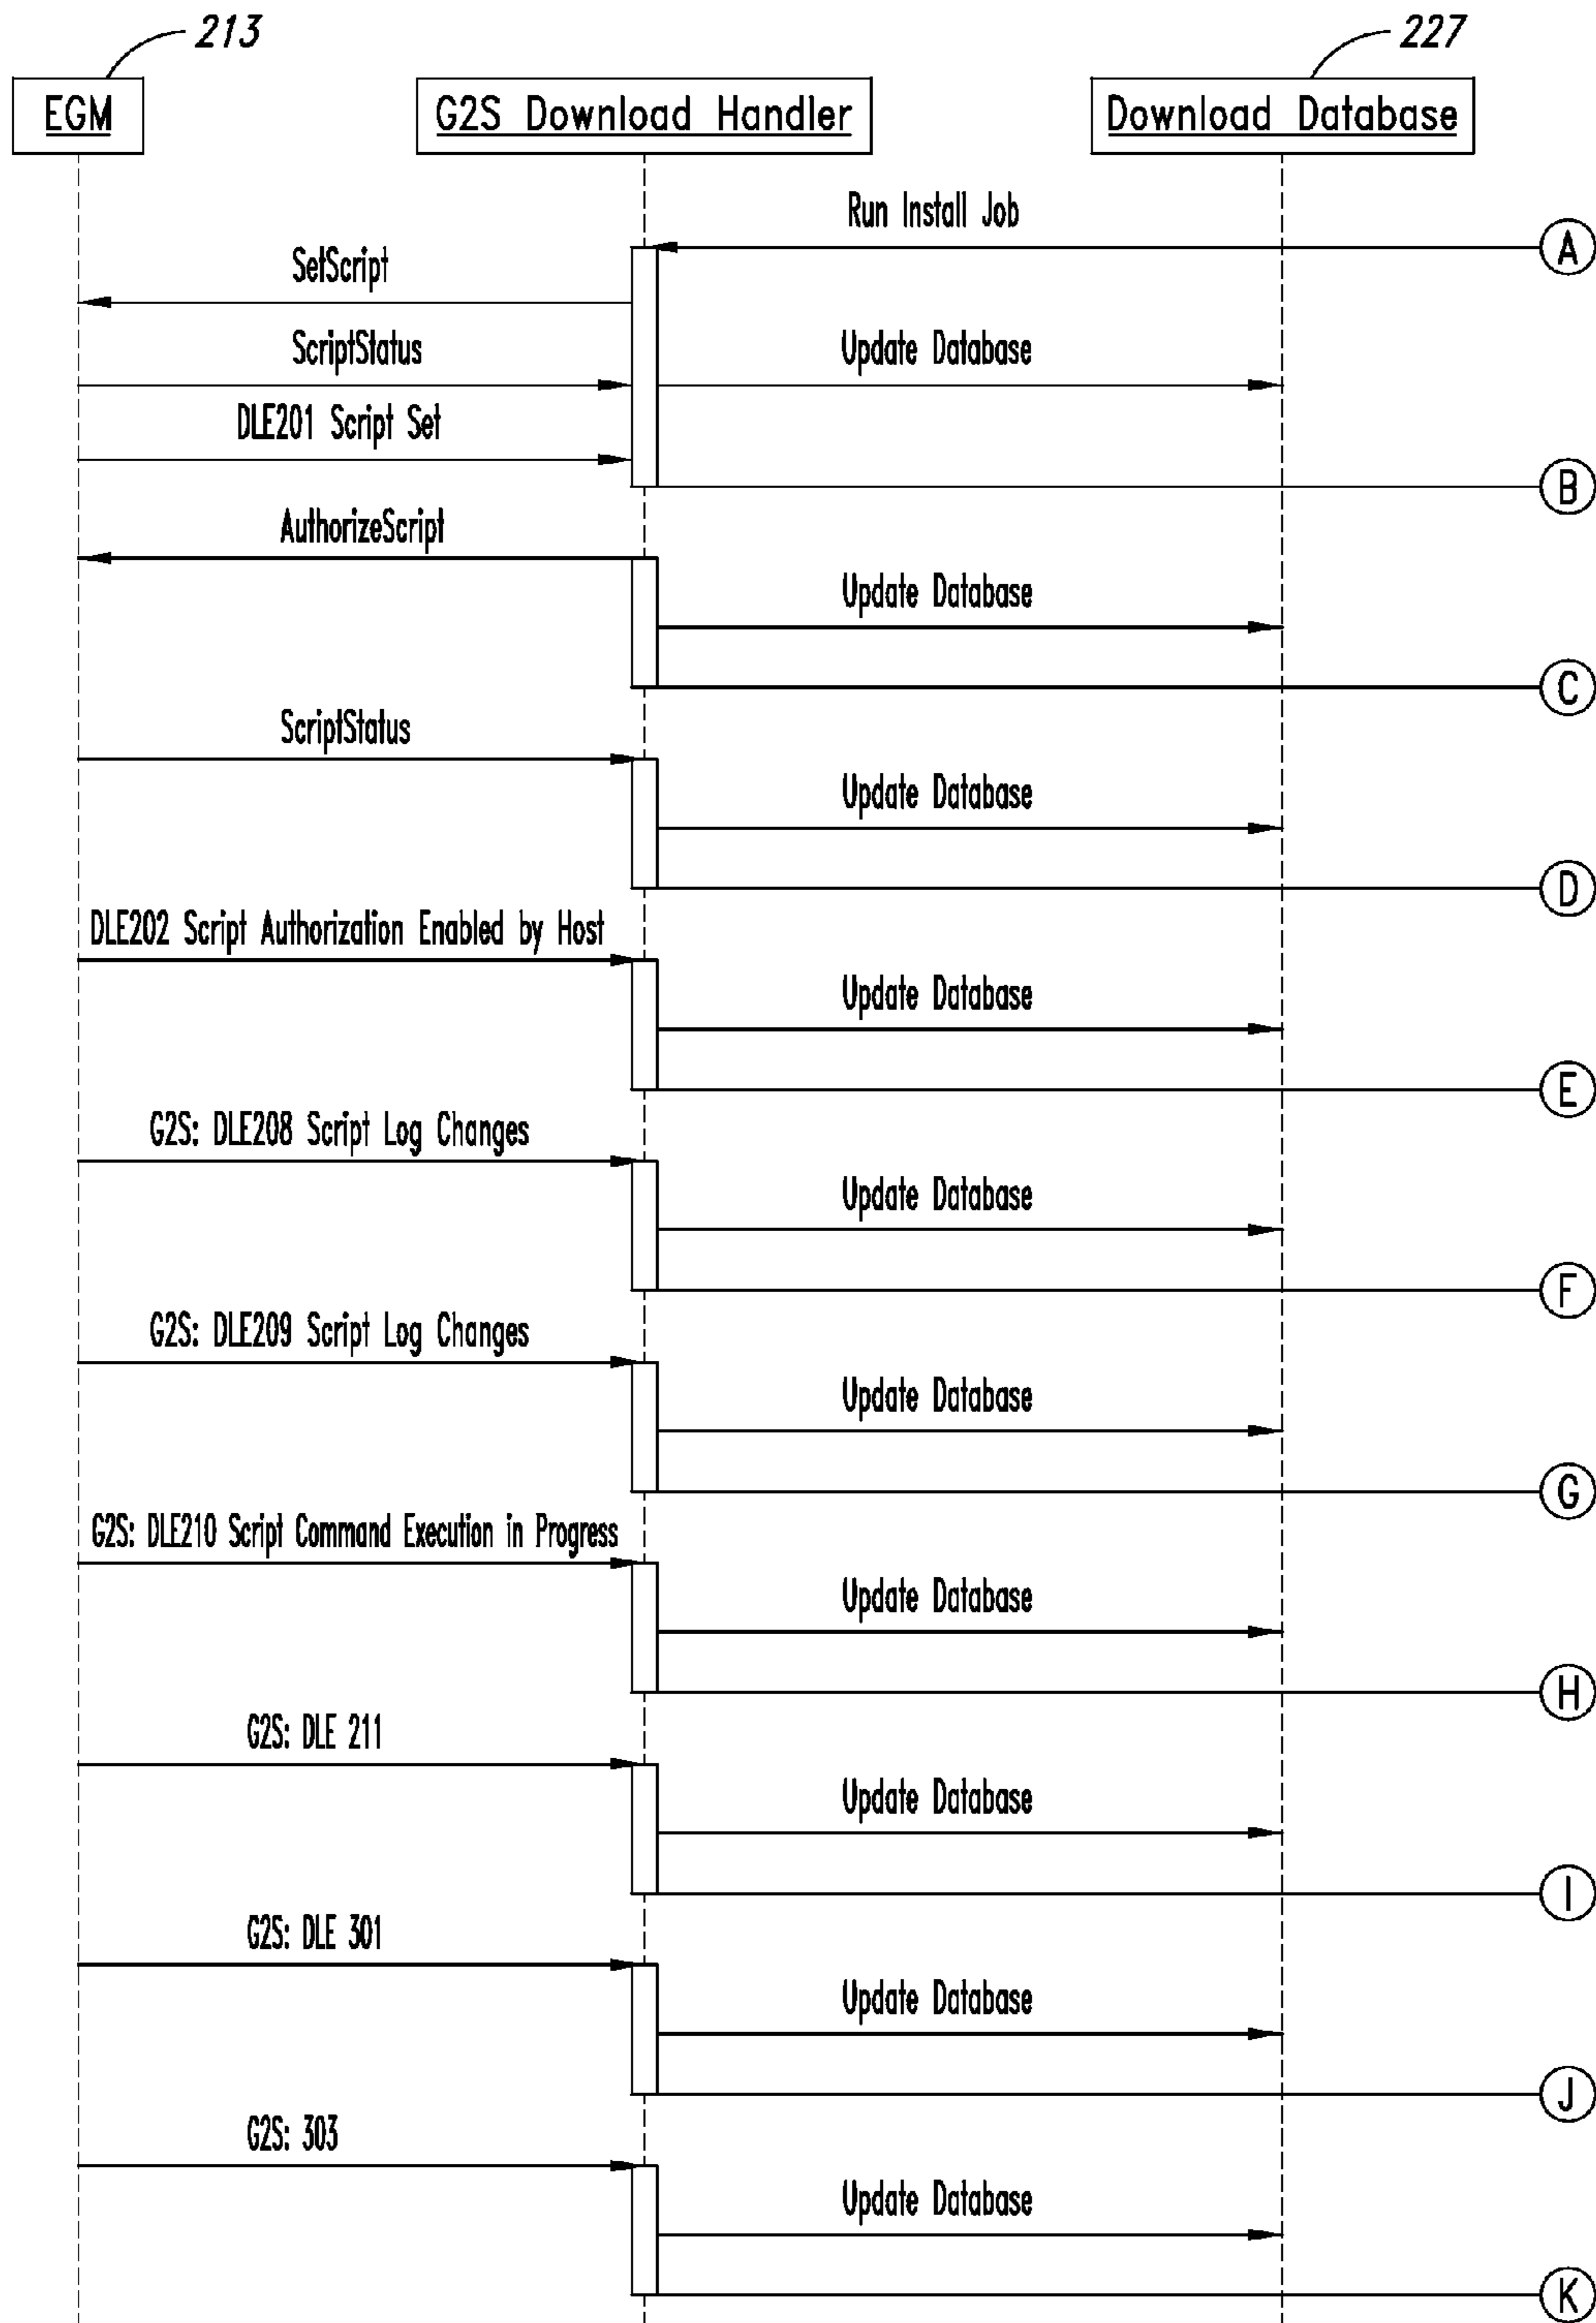 213
227
EGM
G2S Download Handler
Download Database
Run Install Job
A
SetScript
ScriptStatus
Update Database
DLE201 Script Set
B
AuthorizeScript
Update Database
C
ScriptStatus
Update Database
D
DLE202 Script Authorization Enabled by Host
Update Database
E
G2S: DLE208 Script Log Changes
Update Database
F
G2S: DLE209 Script Log Changes
Update Database
G
G2S: DLE210 Script Command Execution in Progress
Update Database
H
G2S: DLE 211
Update Database
I
G2S: DLE 301
Update Database
J
G2S: 303
Update Database
K